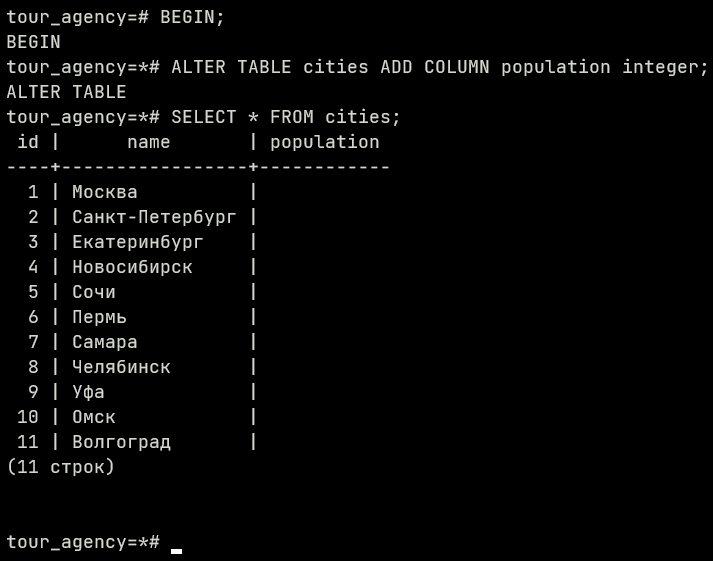 tour_agency=# BEGIN;
BEGIN
tour_agency=*# ALTER TABLE cities ADD COLUMN population integer;
ALTER TABLE
tour_agency=*# SELECT * FROM cities;
 id |      name       | population
----+-----------------+------------
  1 | Москва          |
  2 | Санкт-Петербург |
  3 | Екатеринбург    |
  4 | Новосибирск     |
  5 | Сочи            |
  6 | Пермь           |
  7 | Самара          |
  8 | Челябинск       |
  9 | Уфа             |
 10 | Омск            |
 11 | Волгоград       |
(11 строк)
tour_agency=*#